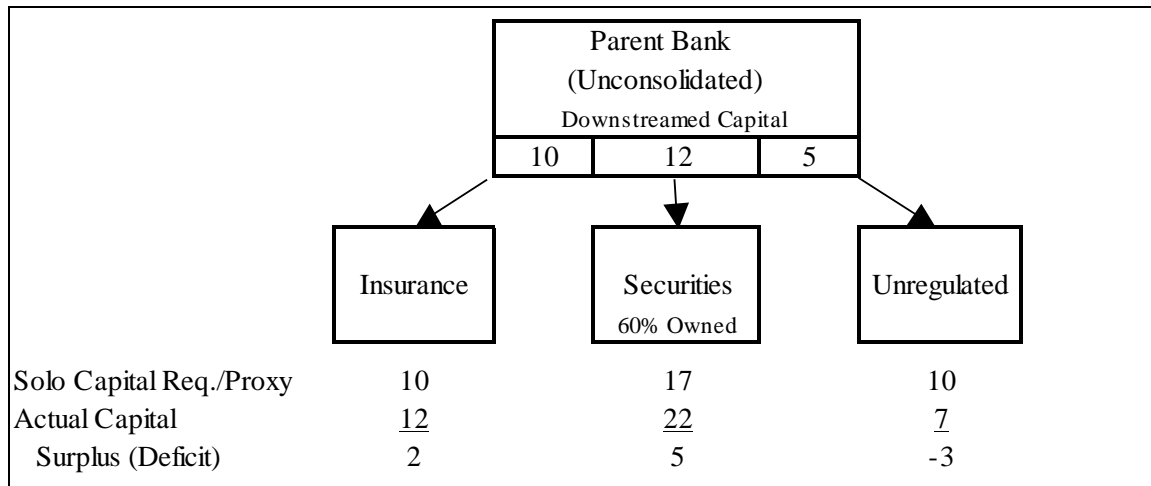 Parent Bank
(Unconsolidated)
Downstreamed Capital
10 12 5
Insurance Securities Unregulated
60% Owned
Solo Capital Req./Proxy 10 17 10
Actual Capital 12 22 7
Surplus (Deficit) 2 5 -3